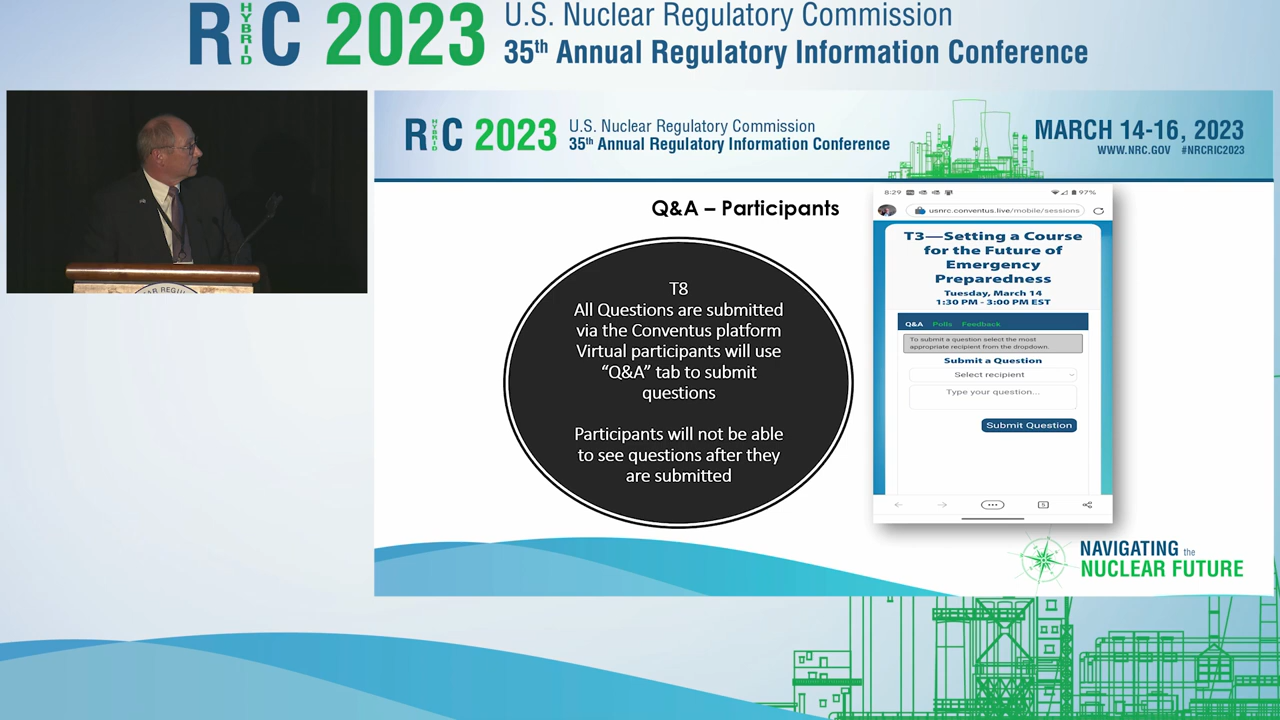 RIC 2023
HYBRID
U.S. Nuclear Regulatory Commission
35th Annual Regulatory Information Conference
RIC 2023
HYBRID
U.S. Nuclear Regulatory Commission
35th Annual Regulatory Information Conference
MARCH 14-16, 2023
WWW.NRC.GOV #NRCRIC2023
Q&A – Participants
T8
All Questions are submitted
via the Conventus platform
Virtual participants will use
“Q&A” tab to submit
questions
Participants will not be able
to see questions after they
are submitted
8:29
97%
usnrc.conventus.live/mobile/sessions
T3—Setting a Course
for the Future of
Emergency
Preparedness
Tuesday, March 14
1:30 PM - 3:00 PM EST
Q&A Polls Feedback
To submit a question select the most
appropriate recipient from the dropdown.
Submit a Question
Select recipient
Type your question...
Submit Question
NAVIGATING the
NUCLEAR FUTURE